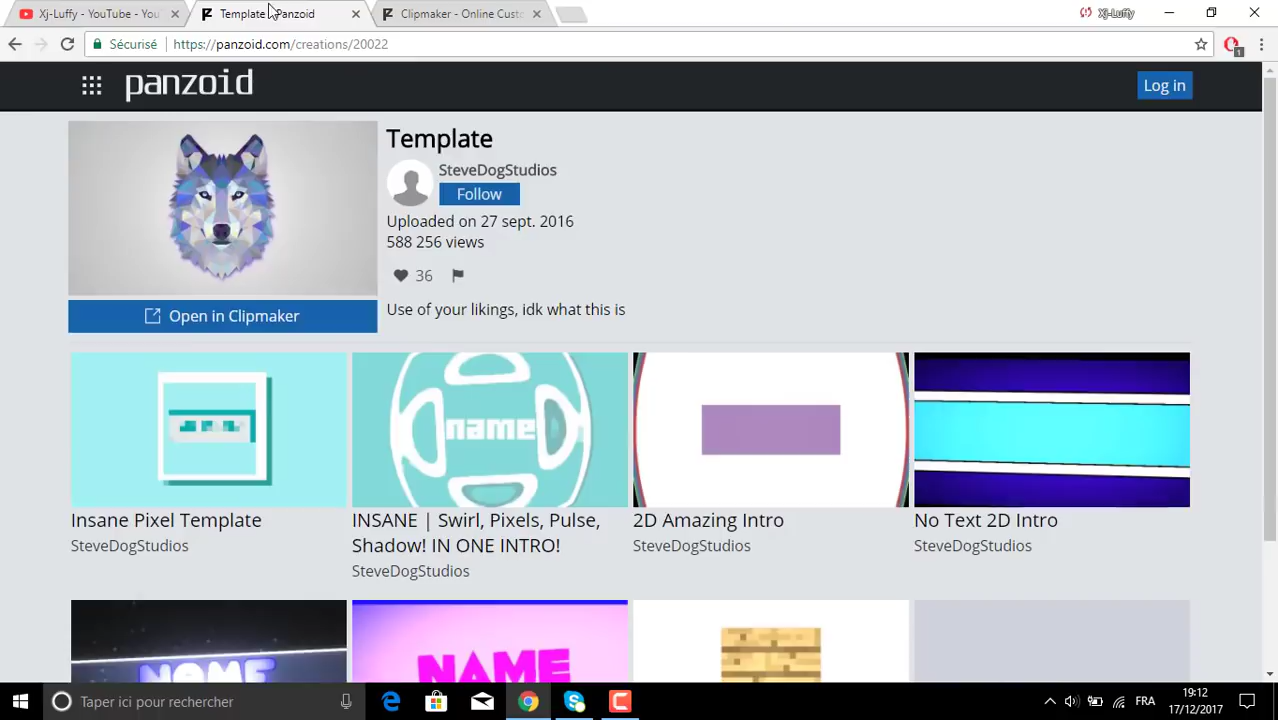 Xj-Luffy - YouTube - You
Template - Panzoid
Clipmaker - Online Custo
Xj-Luffy
Sécurisé
https://panzoid.com/creations/20022
1
panzoid
Log in
Template
SteveDogStudios
Follow
Uploaded on 27 sept. 2016
588 256 views
36
Open in Clipmaker
Use of your likings, idk what this is
name
Insane Pixel Template
SteveDogStudios
INSANE | Swirl, Pixels, Pulse,
Shadow! IN ONE INTRO!
SteveDogStudios
2D Amazing Intro
SteveDogStudios
No Text 2D Intro
SteveDogStudios
NAME
NAME
Taper ici pour rechercher
FRA
19:12
17/12/2017